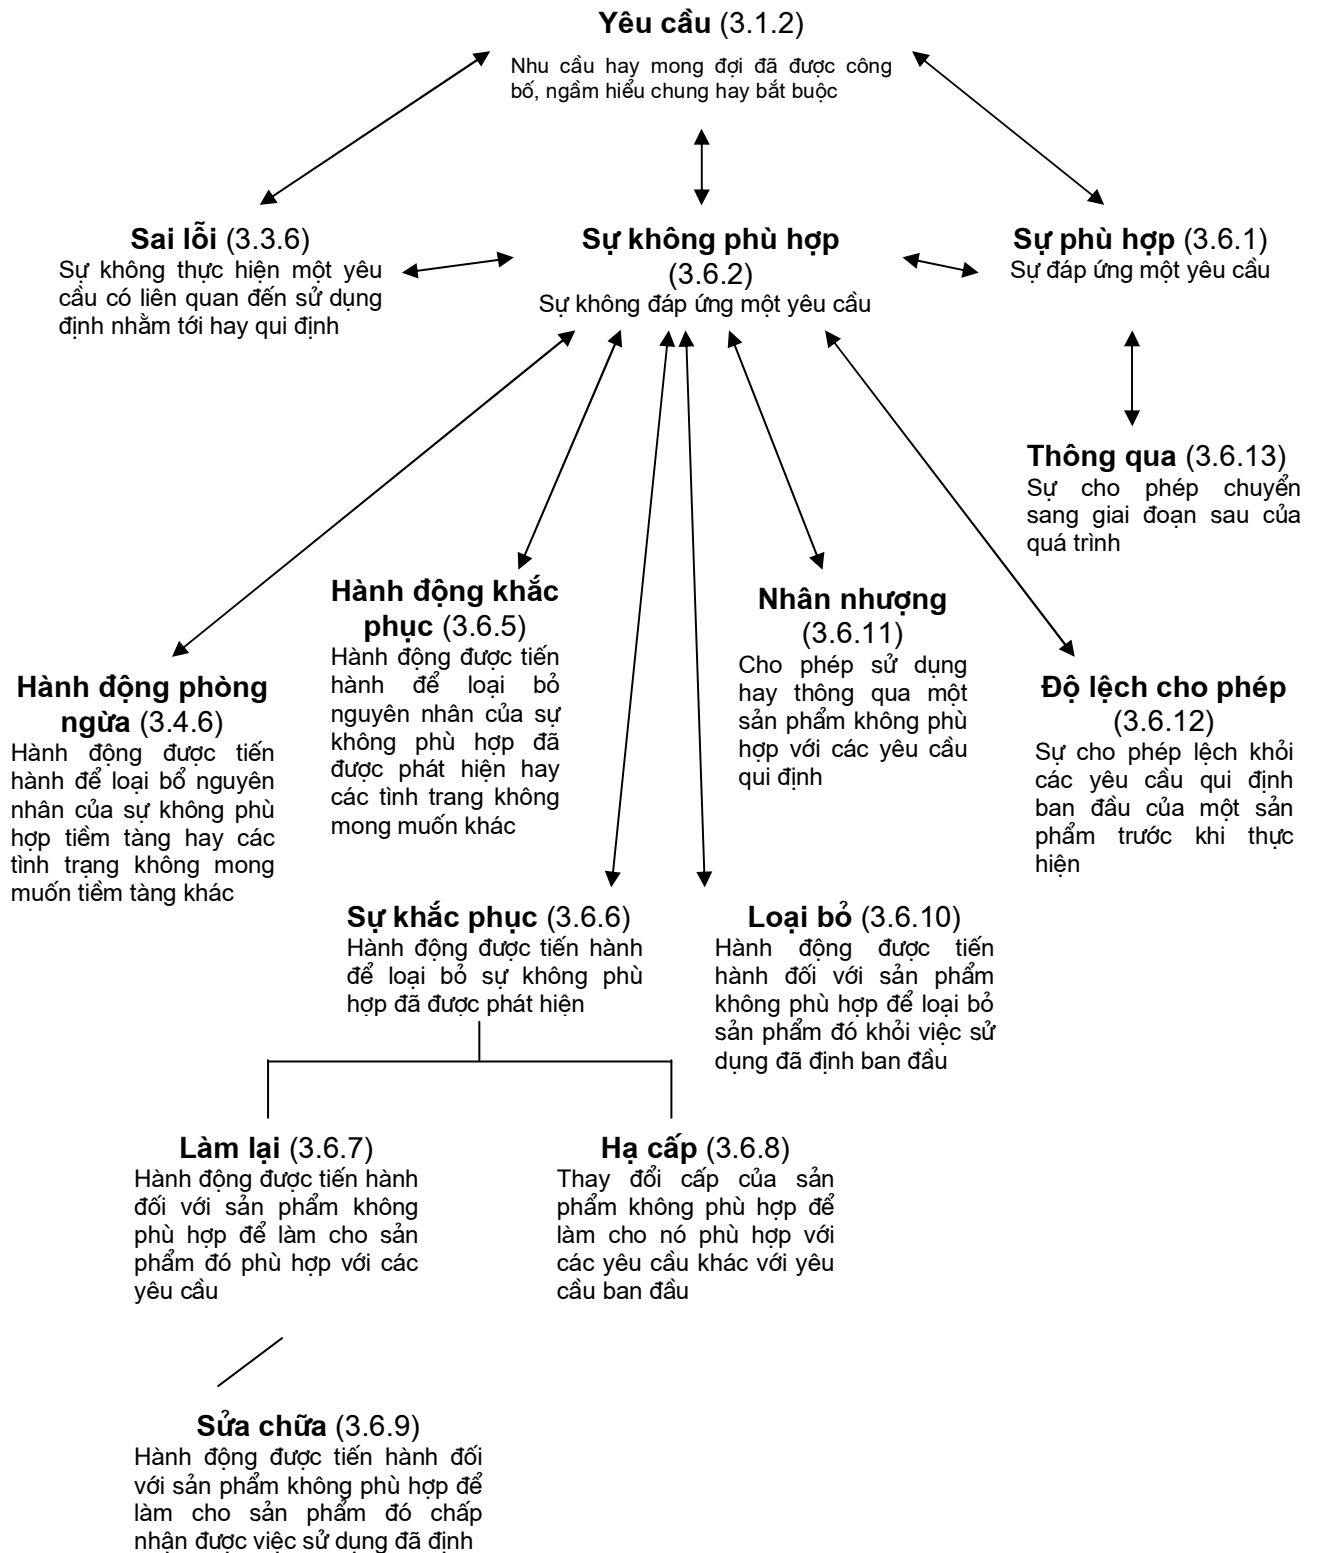 Yêu cầu (3.1.2)
Nhu cầu hay mong đợi đã được công
bố, ngầm hiểu chung hay bắt buộc
Sai lỗi (3.3.6)
Sự không thực hiện một yêu
cầu có liên quan đến sử dụng
định nhằm tới hay qui định
Sự không phù hợp
(3.6.2)
Sự không đáp ứng một yêu cầu
Sự phù hợp (3.6.1)
Sự đáp ứng một yêu cầu
Thông qua (3.6.13)
Sự cho phép chuyển
sang giai đoạn sau của
quá trình
Hành động phòng
ngừa (3.4.6)
Hành động được tiến
hành để loại bổ nguyên
nhân của sự không phù
hợp tiềm tàng hay các
tình trạng không mong
muốn tiềm tàng khác
Hành động khắc
phục (3.6.5)
Hành động được tiến
hành để loại bỏ
nguyên nhân của sự
không phù hợp đã
được phát hiện hay
các tình trang không
mong muốn khác
Nhân nhượng
(3.6.11)
Cho phép sử dụng
hay thông qua một
sản phẩm không phù
hợp với các yêu cầu
qui định
Độ lệch cho phép
(3.6.12)
Sự cho phép lệch khỏi
các yêu cầu qui định
ban đầu của một sản
phẩm trước khi thực
hiện
Sự khắc phục (3.6.6)
Hành động được tiến hành
để loại bỏ sự không phù
hợp đã được phát hiện
Loại bỏ (3.6.10)
Hành động được tiến
hành đối với sản phẩm
không phù hợp để loại bỏ
sản phẩm đó khỏi việc sử
dụng đã định ban đầu
Làm lại (3.6.7)
Hành động được tiến hành
đối với sản phẩm không
phù hợp để làm cho sản
phẩm đó phù hợp với các
yêu cầu
Hạ cấp (3.6.8)
Thay đổi cấp của sản
phẩm không phù hợp để
làm cho nó phù hợp với
các yêu cầu khác với yêu
cầu ban đầu
Sửa chữa (3.6.9)
Hành động được tiến hành đối
với sản phẩm không phù hợp để
làm cho sản phẩm đó chấp
nhận được việc sử dụng đã định